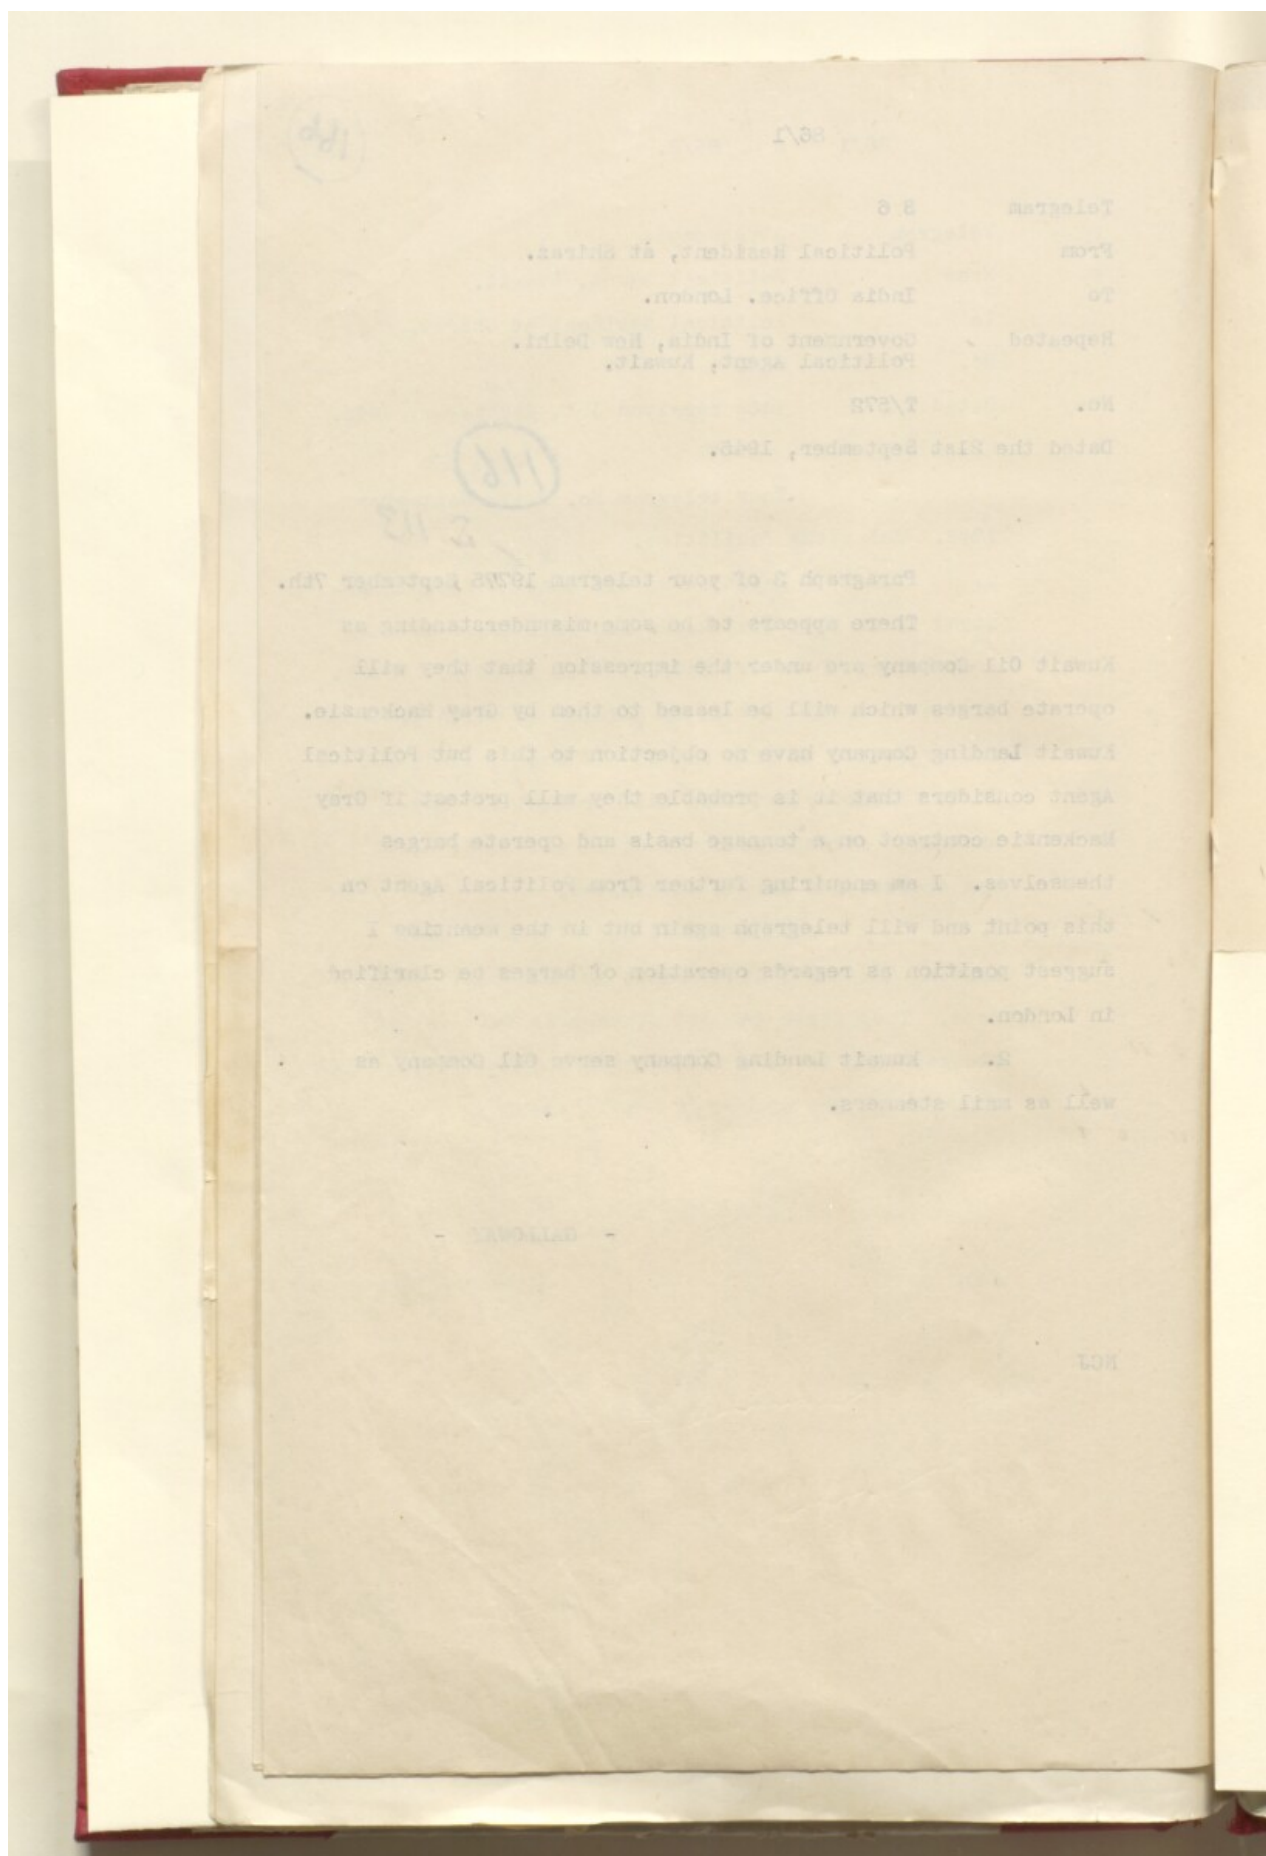 86/1
Telegram S 6
From Political Resident, At Shiraz.
To India Office. London.
Repeated Government of India, New Delhi.
Political Agent, Kuwait.
No. T/572
Dated the 21st September, 1945.
116
113
Paragraph 2 of your telegram 19775 September 7th.
There appears to be some misunderstanding as
Kuwait Oil Company are under the impression that they will
operate barges which will be leased to them by Gray Mackenzie.
Kuwait Landing Company have no objection to this but Political
Agent considers that it is probable they will protest if Gray
Mackenzie contract on a tonnage basis and operate barges
themselves. I am enquiring further from Political Agent on
this point and will telegraph again but in the meantime I
suggest position as regards operation of barges be clarified
in London.
2. Kuwait Landing Company serve Oil Company as
well as mail steamers.
- GALLOWAY -
NCJ